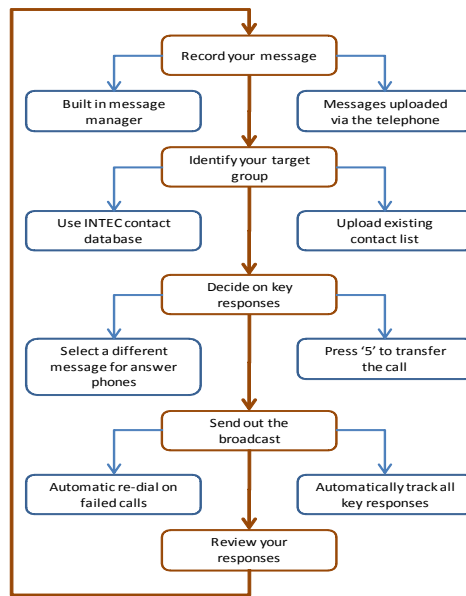 Record your message
Built in message
manager
Messages uploaded
via the telephone
Identify your target
group
Use INTEC contact
database
Upload existing
contact list
Decide on key
responses
Select a different
message for answer
phones
Press ‘5’ to transfer
the call
Send out the
broadcast
Automatic re-dial on
failed calls
Automatically track all
key responses
Review your
responses